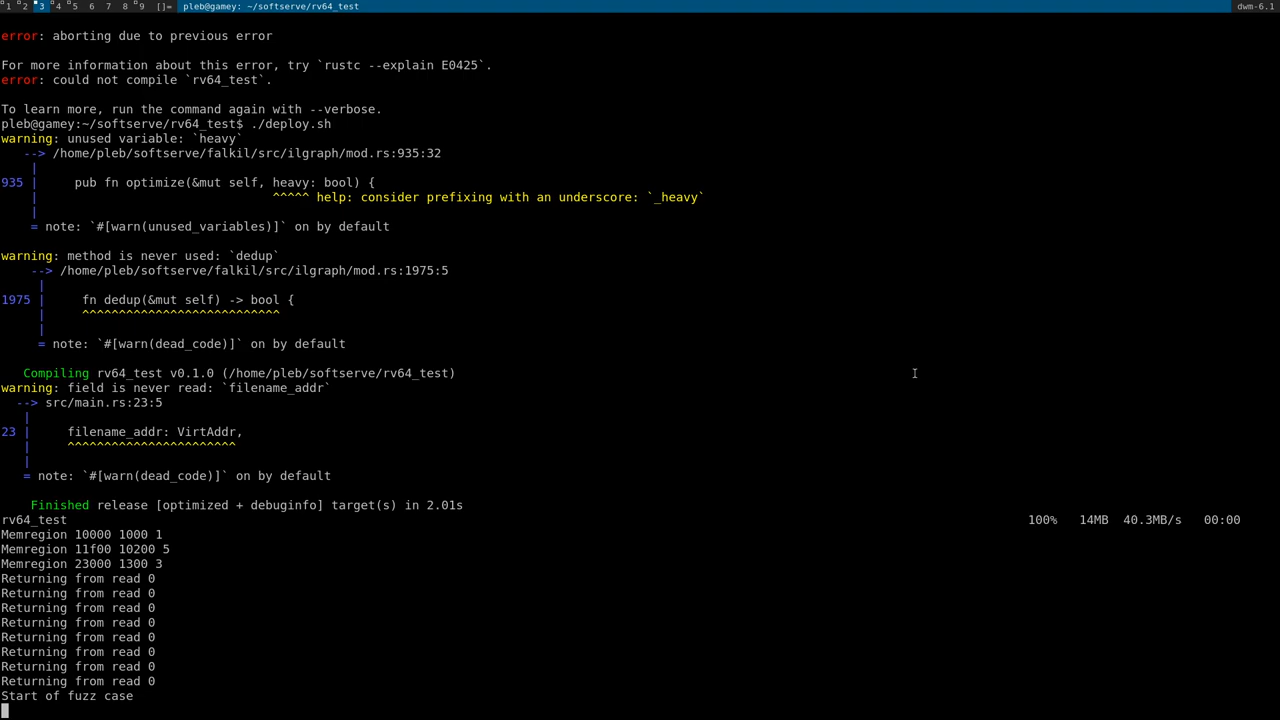 1 2 3 4 5 6 7 8 9 []= pleb@gamey: ~/softserve/rv64_test dwm-6.1
error: aborting due to previous error
For more information about this error, try `rustc --explain E0425`.
error: could not compile `rv64_test`.
To learn more, run the command again with --verbose.
pleb@gamey:~/softserve/rv64_test$ ./deploy.sh
warning: unused variable: `heavy`
--> /home/pleb/softserve/falkil/src/ilgraph/mod.rs:935:32
|
935 | pub fn optimize(&mut self, heavy: bool) {
| ^^^^^ help: consider prefixing with an underscore: `_heavy`
|
= note: `#[warn(unused_variables)]` on by default
warning: method is never used: `dedup`
--> /home/pleb/softserve/falkil/src/ilgraph/mod.rs:1975:5
|
1975 | fn dedup(&mut self) -> bool {
| ^^^^^^^^^^^^^^^^^^^^^^^^^^^
|
= note: `#[warn(dead_code)]` on by default
Compiling rv64_test v0.1.0 (/home/pleb/softserve/rv64_test)
warning: field is never read: `filename_addr`
--> src/main.rs:23:5
|
23 | filename_addr: VirtAddr,
| ^^^^^^^^^^^^^^^^^^^^^^^
|
= note: `#[warn(dead_code)]` on by default
Finished release [optimized + debuginfo] target(s) in 2.01s
rv64_test 100% 14MB 40.3MB/s 00:00
Memregion 10000 1000 1
Memregion 11f00 10200 5
Memregion 23000 1300 3
Returning from read 0
Returning from read 0
Returning from read 0
Returning from read 0
Returning from read 0
Returning from read 0
Returning from read 0
Returning from read 0
Start of fuzz case